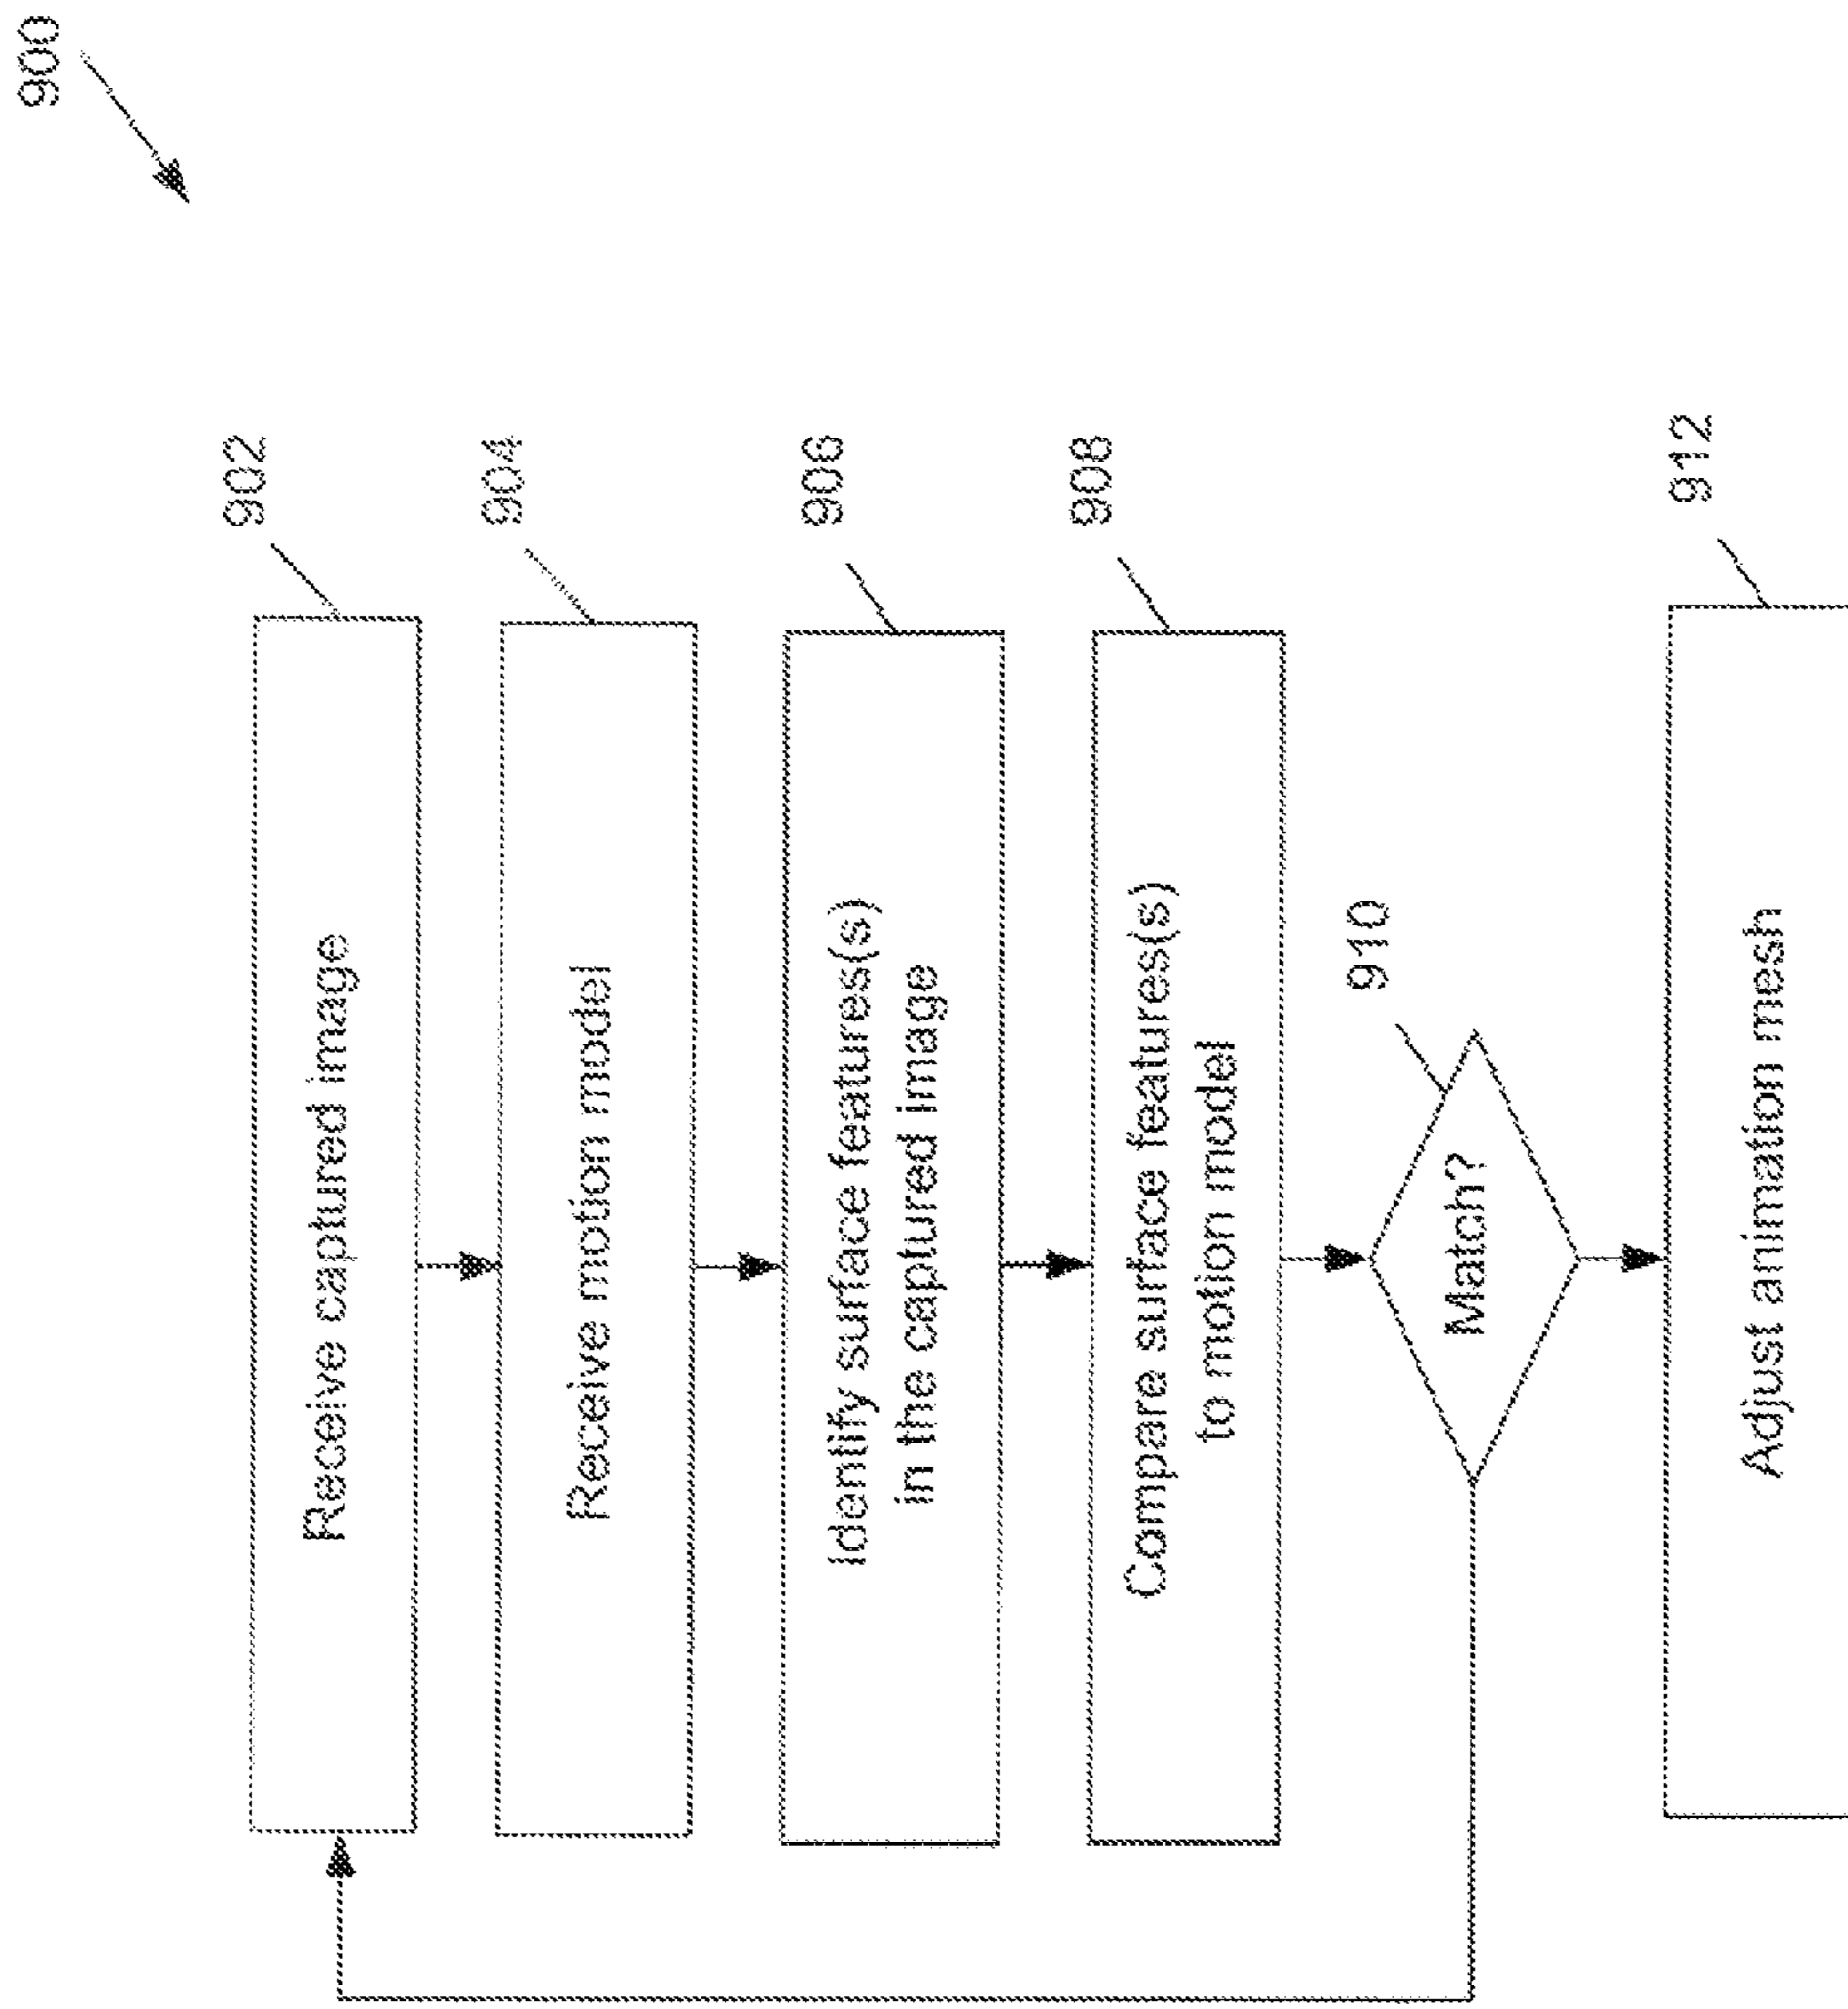 900
902
Receive captured image
904
Receive motion model
906
Identify surface features(s)
in the captured image
908
Compare surface features(s)
to motion model
910
Match?
912
Adjust animation mesh